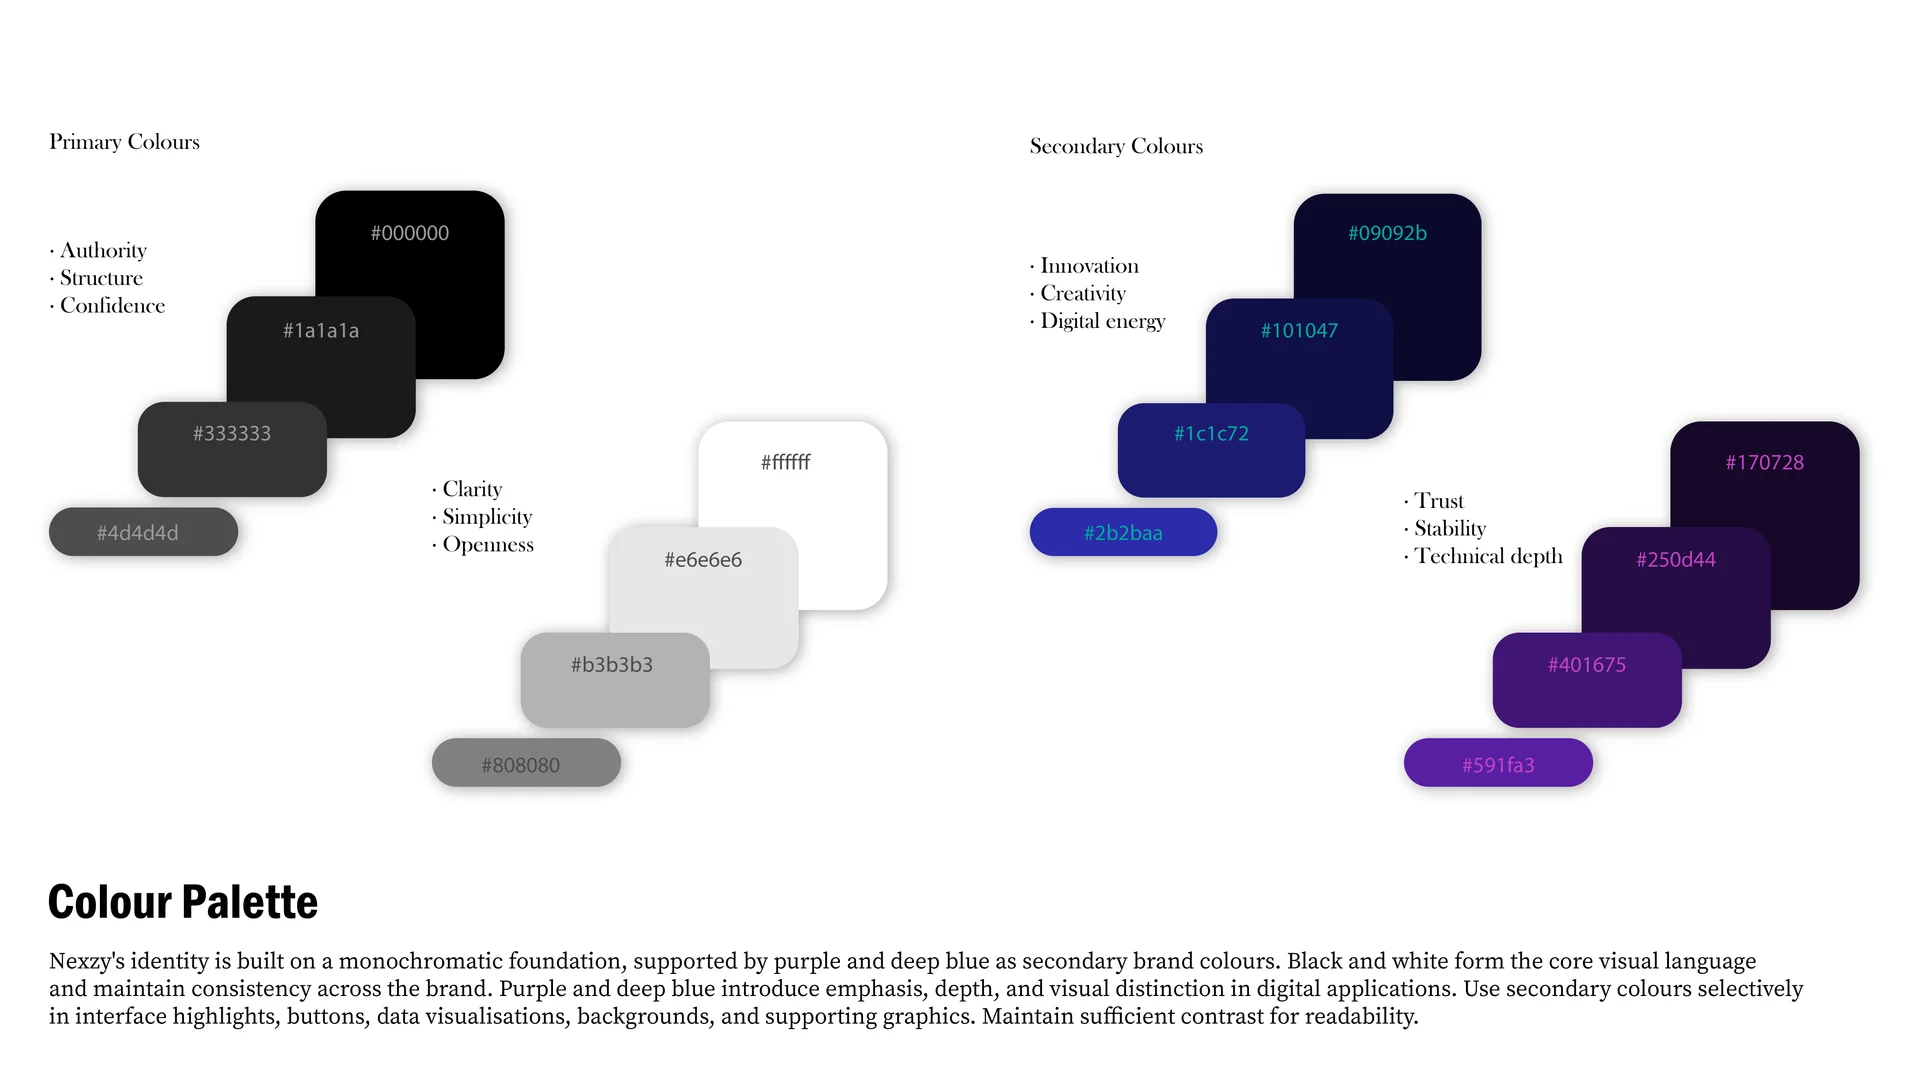 Primary Colours
· Authority
· Structure
· Confidence
#000000
#1a1a1a
#333333
#4d4d4d
· Clarity
· Simplicity
· Openness
#ffffff
#e6e6e6
#b3b3b3
#808080
Secondary Colours
· Innovation
· Creativity
· Digital energy
#09092b
#101047
#1c1c72
#2b2baa
· Trust
· Stability
· Technical depth
#170728
#250d44
#401675
#591fa3
Colour Palette
Nexzy's identity is built on a monochromatic foundation, supported by purple and deep blue as secondary brand colours. Black and white form the core visual language
and maintain consistency across the brand. Purple and deep blue introduce emphasis, depth, and visual distinction in digital applications. Use secondary colours selectively
in interface highlights, buttons, data visualisations, backgrounds, and supporting graphics. Maintain sufficient contrast for readability.